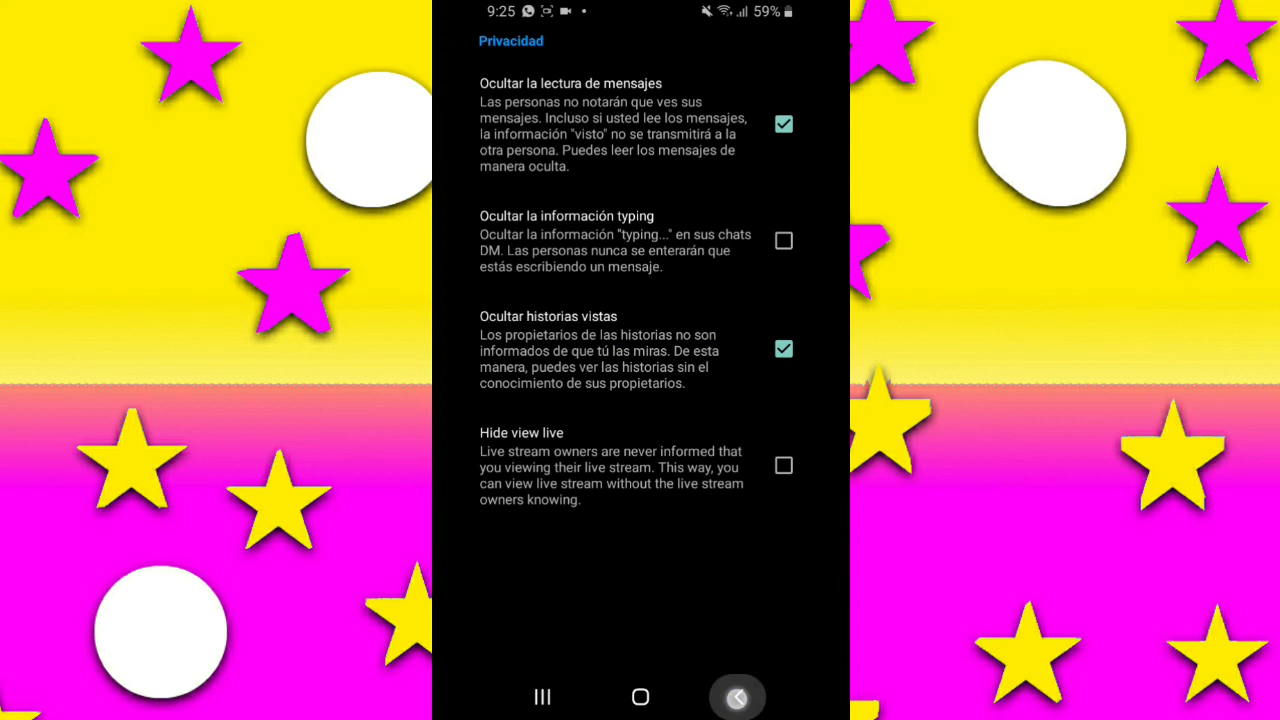 9:25
59%
Privacidad
Ocultar la lectura de mensajes
Las personas no notarán que ves sus
mensajes. Incluso si usted lee los mensajes,
la información "visto" no se transmitirá a la
otra persona. Puedes leer los mensajes de
manera oculta.
Ocultar la información typing
Ocultar la información "typing..." en sus chats
DM. Las personas nunca se enterarán que
estás escribiendo un mensaje.
Ocultar historias vistas
Los propietarios de las historias no son
informados de que tú las miras. De esta
manera, puedes ver las historias sin el
conocimiento de sus propietarios.
Hide view live
Live stream owners are never informed that
you viewing their live stream. This way, you
can view live stream without the live stream
owners knowing.